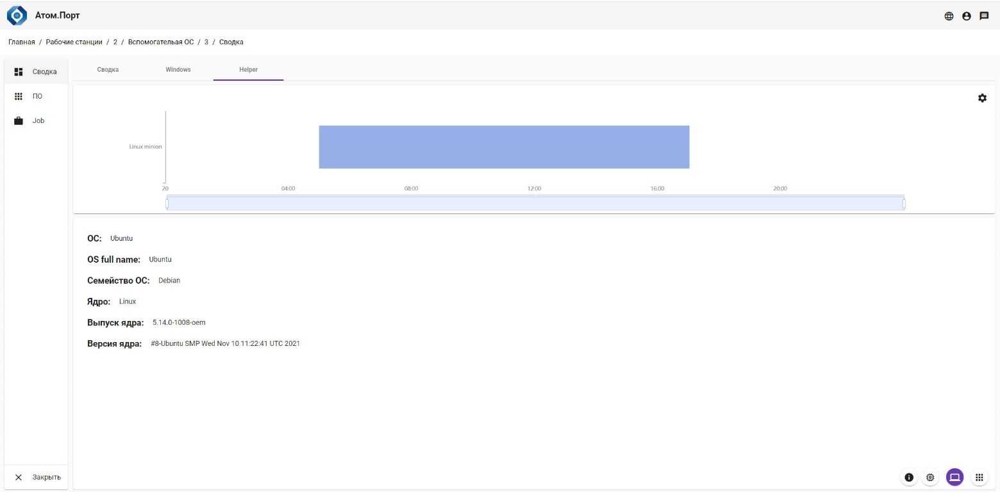 Атом.Порт
Главная / Рабочие станции / 2 / Вспомогателья ОС / 3 / Сводка
Сводка
ПО
Job
Закрыть
Сводка Windows Helper
Linux minion
20 04:00 08:00 12:00 16:00 20:00
ОС: Ubuntu
OS full name: Ubuntu
Семейство ОС: Debian
Ядро: Linux
Выпуск ядра: 5.14.0-1008-oem
Версия ядра: #8-Ubuntu SMP Wed Nov 10 11:22:41 UTC 2021